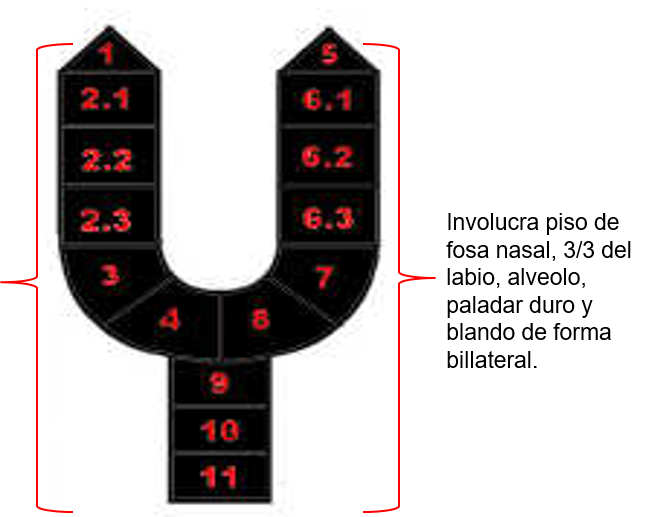 1 5
2.1 6.1
2.2 6.2
2.3 6.3
3 7
4 8
9
10
11
Involucra piso de
fosa nasal, 3/3 del
labio, alveolo,
paladar duro y
blando de forma
billateral.